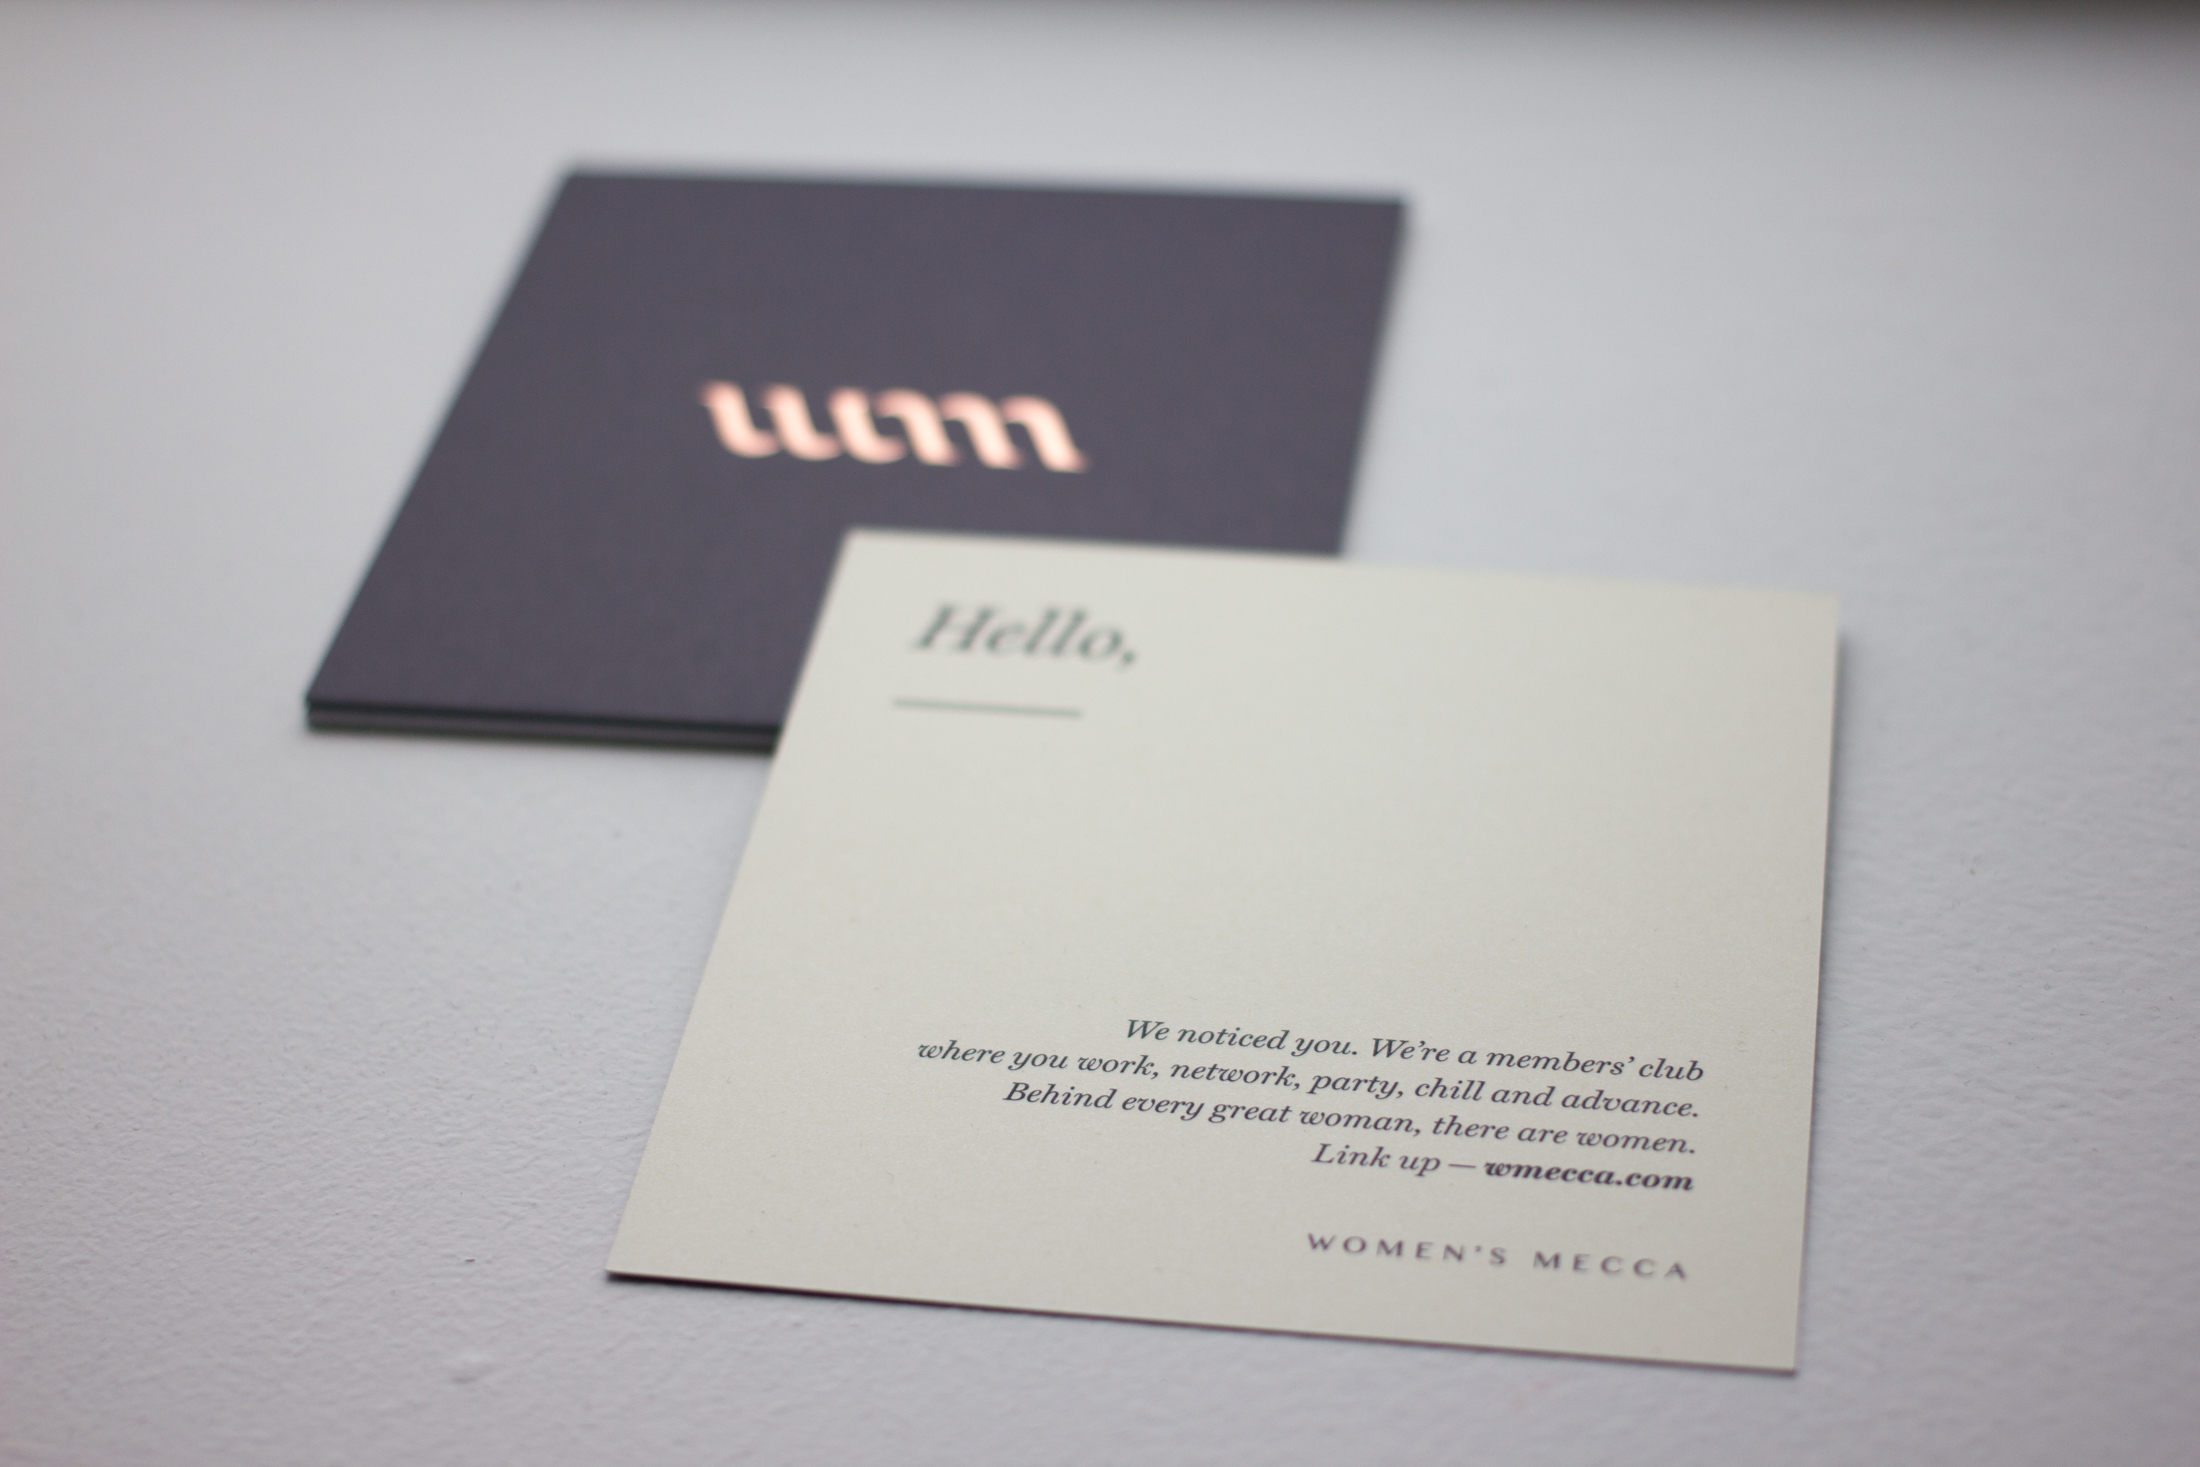 wm
Hello,
We noticed you. We're a members' club
where you work, network, party, chill and advance.
Behind every great woman, there are women.
Link up — wmecca.com
WOMEN'S MECCA